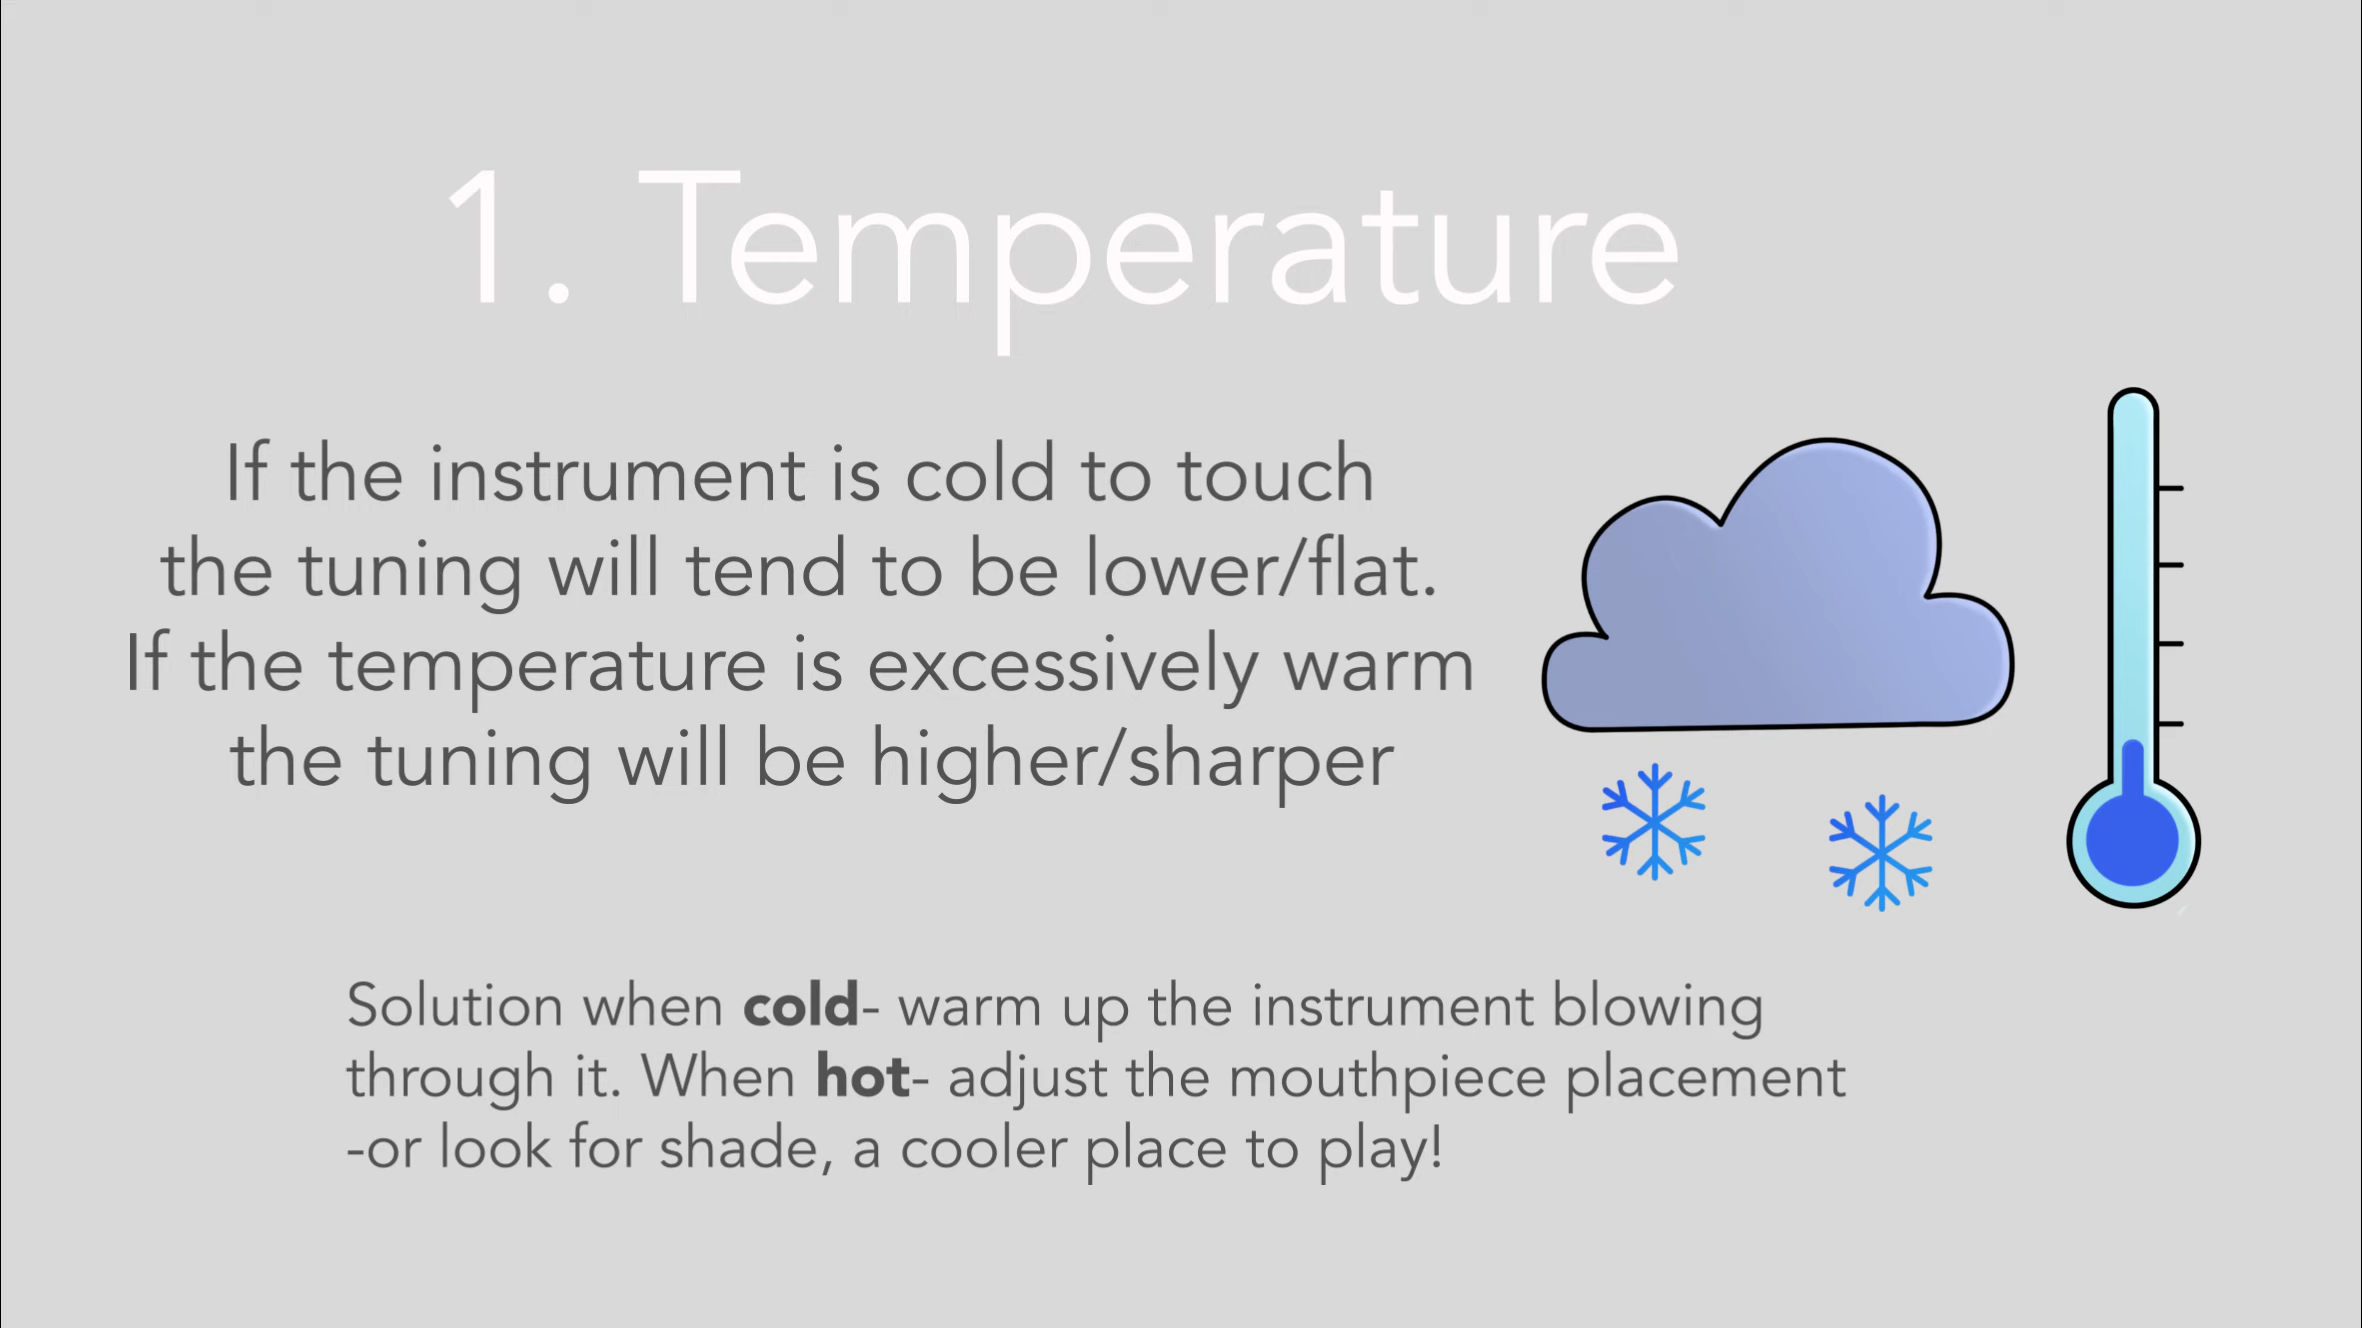 1. Temperature
If the instrument is cold to touch
the tuning will tend to be lower/flat.
If the temperature is excessively warm
the tuning will be higher/sharper
Solution when cold- warm up the instrument blowing
through it. When hot- adjust the mouthpiece placement
-or look for shade, a cooler place to play!